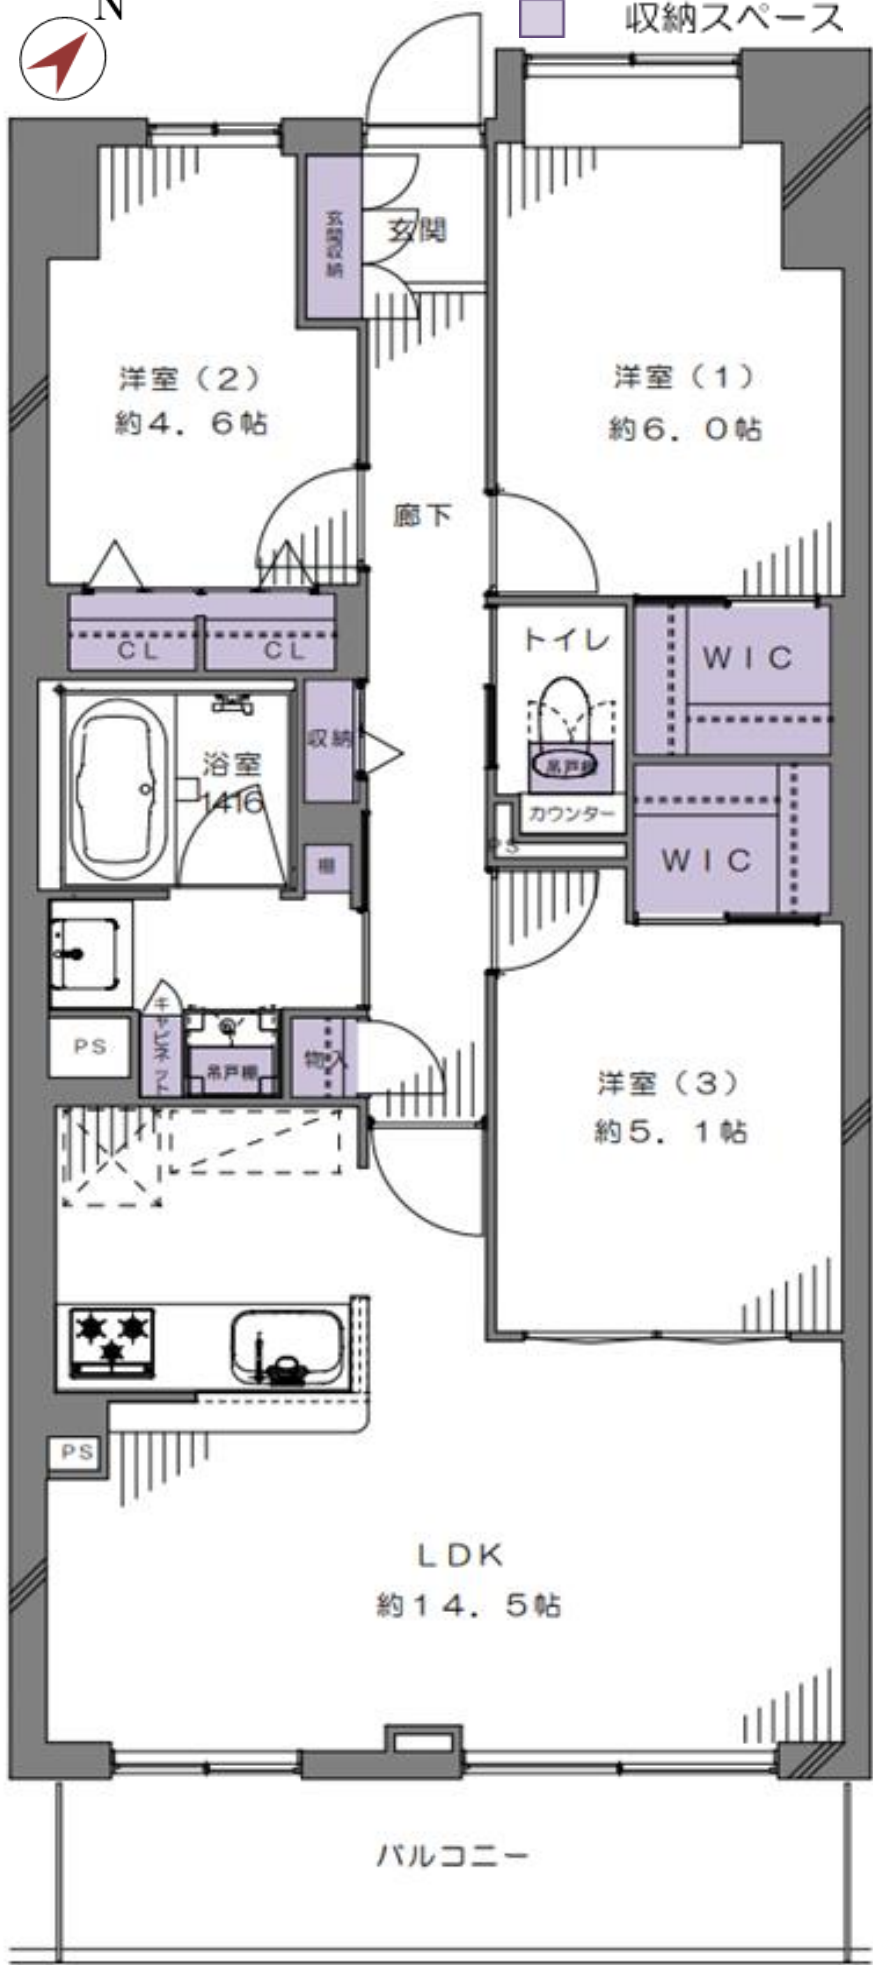 N
収納スペース
玄関収納
玄関
洋室（２）
約４．６帖
洋室（１）
約６．０帖
廊下
CL
CL
トイレ
WIC
収納
浴室
1416
吊戸棚
カウンター
PS
WIC
棚
キャビネット
PS
吊戸棚
物入
洋室（３）
約５．１帖
PS
LDK
約１４．５帖
バルコニー